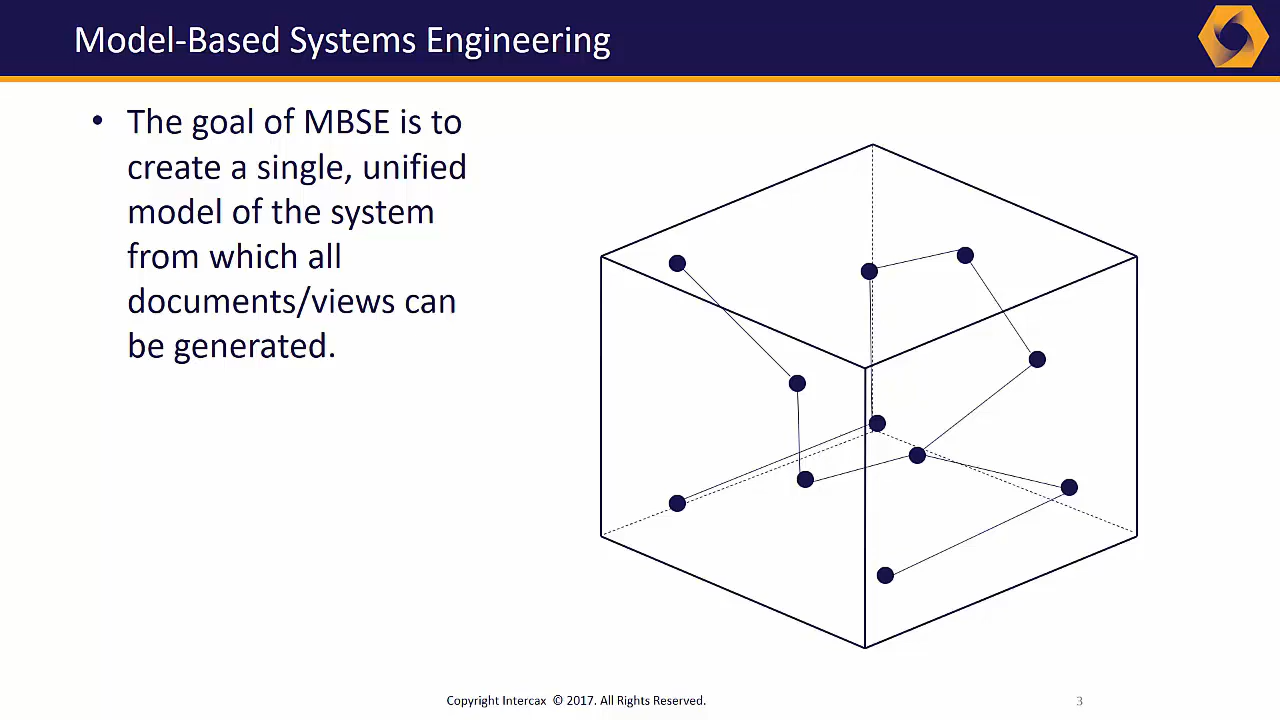 Model-Based Systems Engineering
• The goal of MBSE is to
create a single, unified
model of the system
from which all
documents/views can
be generated.
Copyright Intercax © 2017. All Rights Reserved.
3